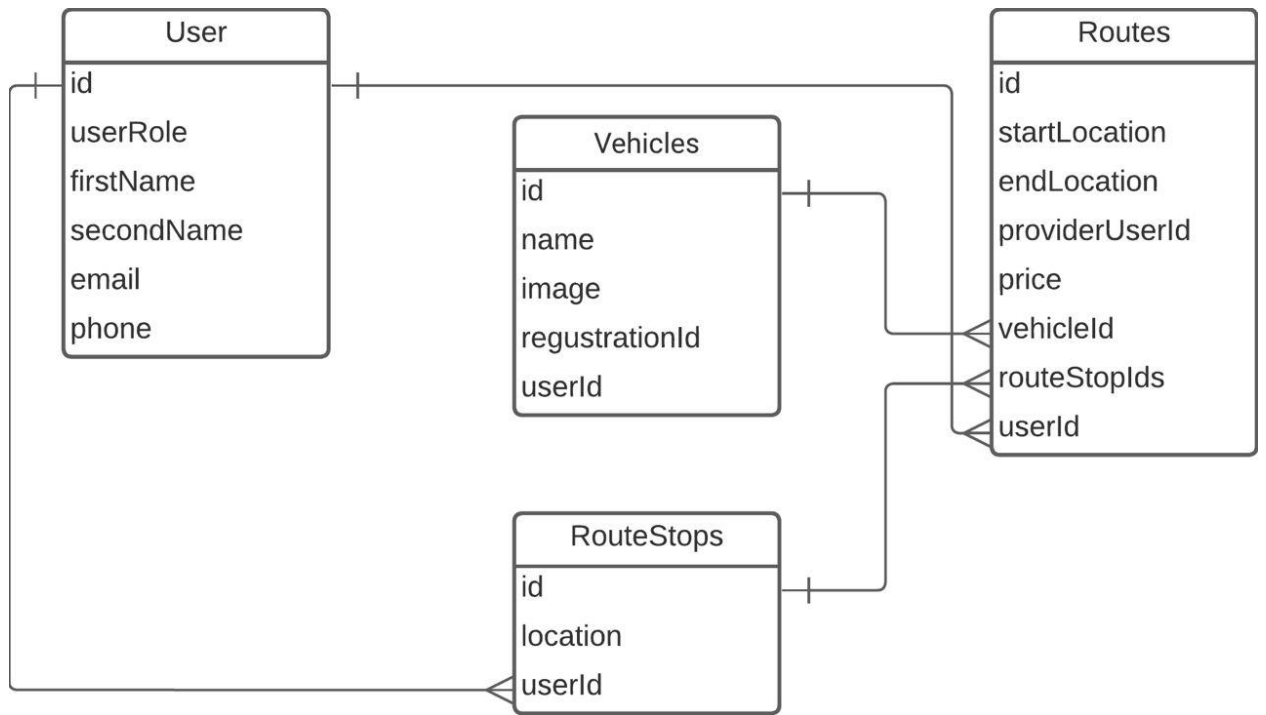 User
id
userRole
firstName
secondName
email
phone
Vehicles
id
name
image
regustrationId
userId
Routes
id
startLocation
endLocation
providerUserId
price
vehicleId
routeStopIds
userId
RouteStops
id
location
userId